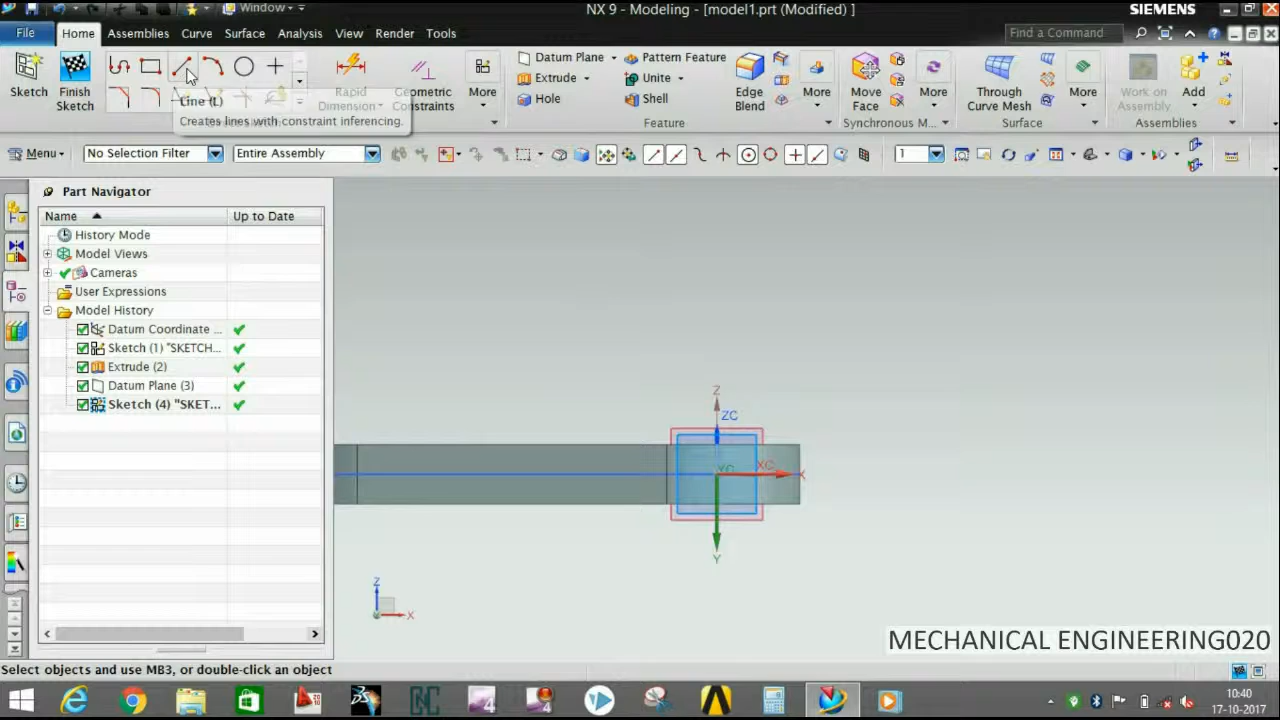 Window
NX 9 - Modeling - [model1.prt (Modified) ]
SIEMENS
File
Home
Assemblies
Curve
Surface
Analysis
View
Render
Tools
Find a Command
Sketch
Finish Sketch
Line (L)
Creates lines with constraint inferencing.
Rapid Dimension
Geometric Constraints
More
Datum Plane
Extrude
Hole
Pattern Feature
Unite
Shell
Edge Blend
More
Feature
Move Face
More
Synchronous M...
Through Curve Mesh
More
Surface
Work on Assembly
Add
Assemblies
Menu
No Selection Filter
Entire Assembly
1
Part Navigator
Name
Up to Date
History Mode
Model Views
Cameras
User Expressions
Model History
Datum Coordinate ...
Sketch (1) "SKETCH...
Extrude (2)
Datum Plane (3)
Sketch (4) "SKET...
Z
ZC
YC
XC
X
Y
Z
X
MECHANICAL ENGINEERING020
Select objects and use MB3, or double-click an object
10:40
17-10-2017